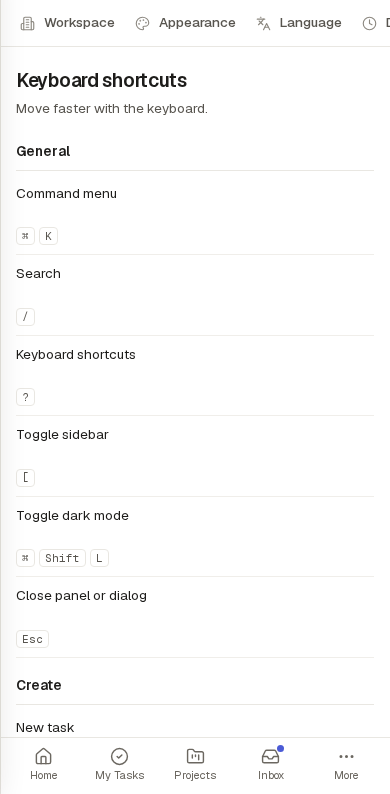 Workspace Appearance Language D
Keyboard shortcuts
Move faster with the keyboard.
General
Command menu
⌘ K
Search
/
Keyboard shortcuts
?
Toggle sidebar
[
Toggle dark mode
⌘ Shift L
Close panel or dialog
Esc
Create
New task
Home My Tasks Projects Inbox More